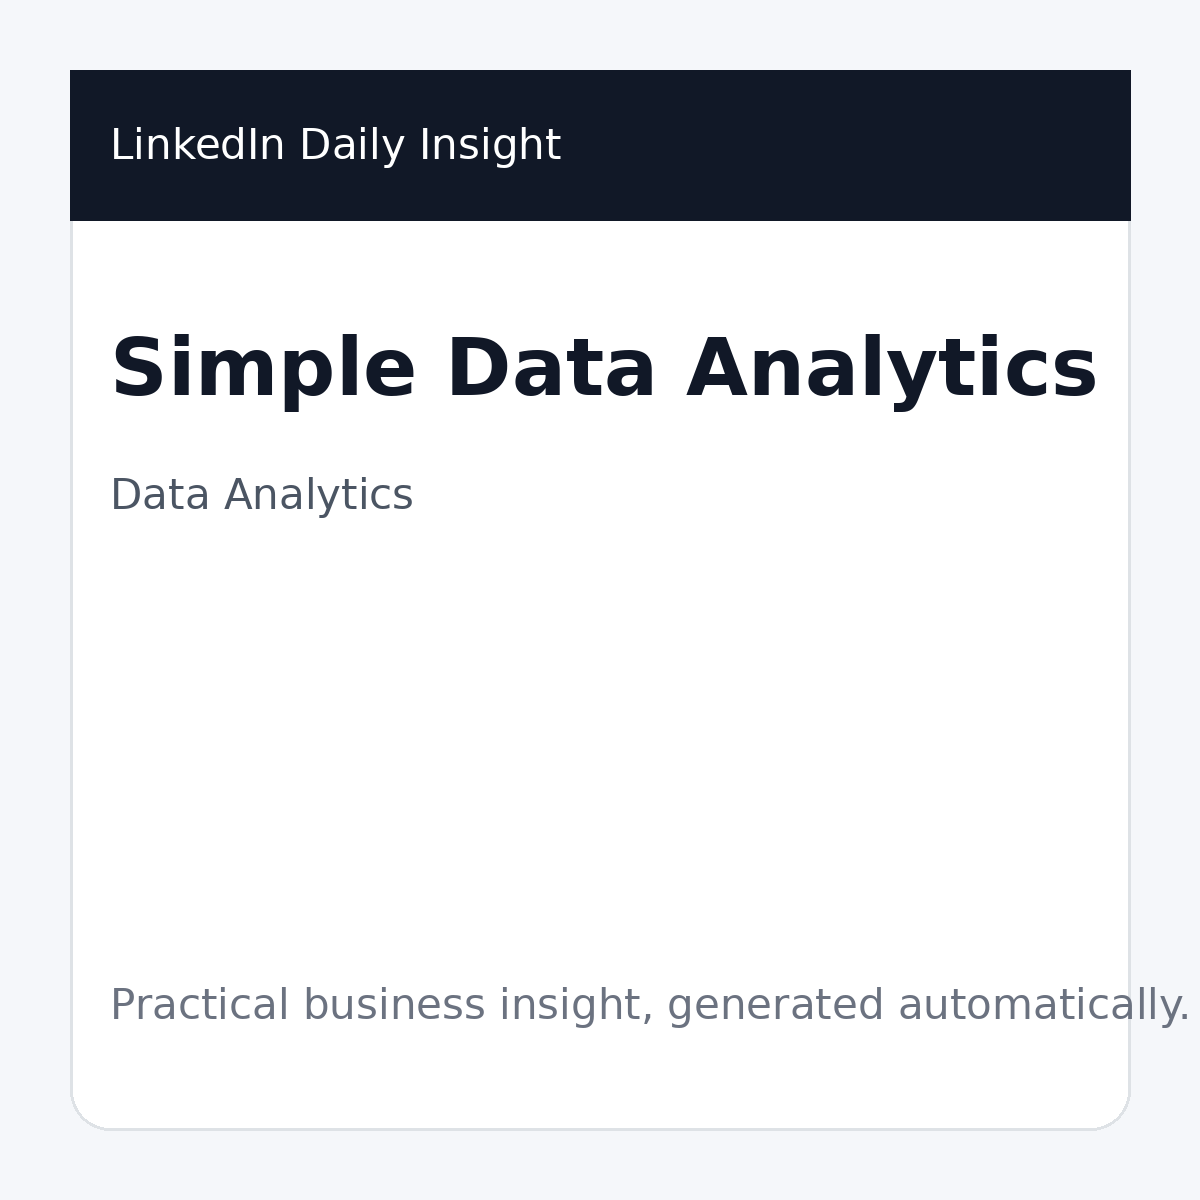 LinkedIn Daily Insight
Simple Data Analytics
Data Analytics
Practical business insight, generated automatically.